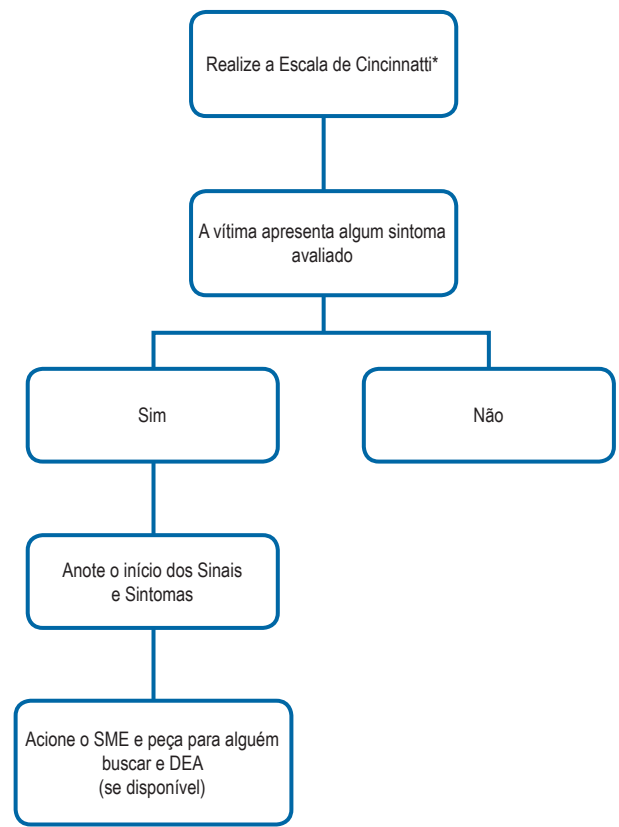 Realize a Escala de Cincinnatti*
A vítima apresenta algum sintoma
avaliado
Sim
Não
Anote o início dos Sinais
e Sintomas
Acione o SME e peça para alguém
buscar e DEA
(se disponível)